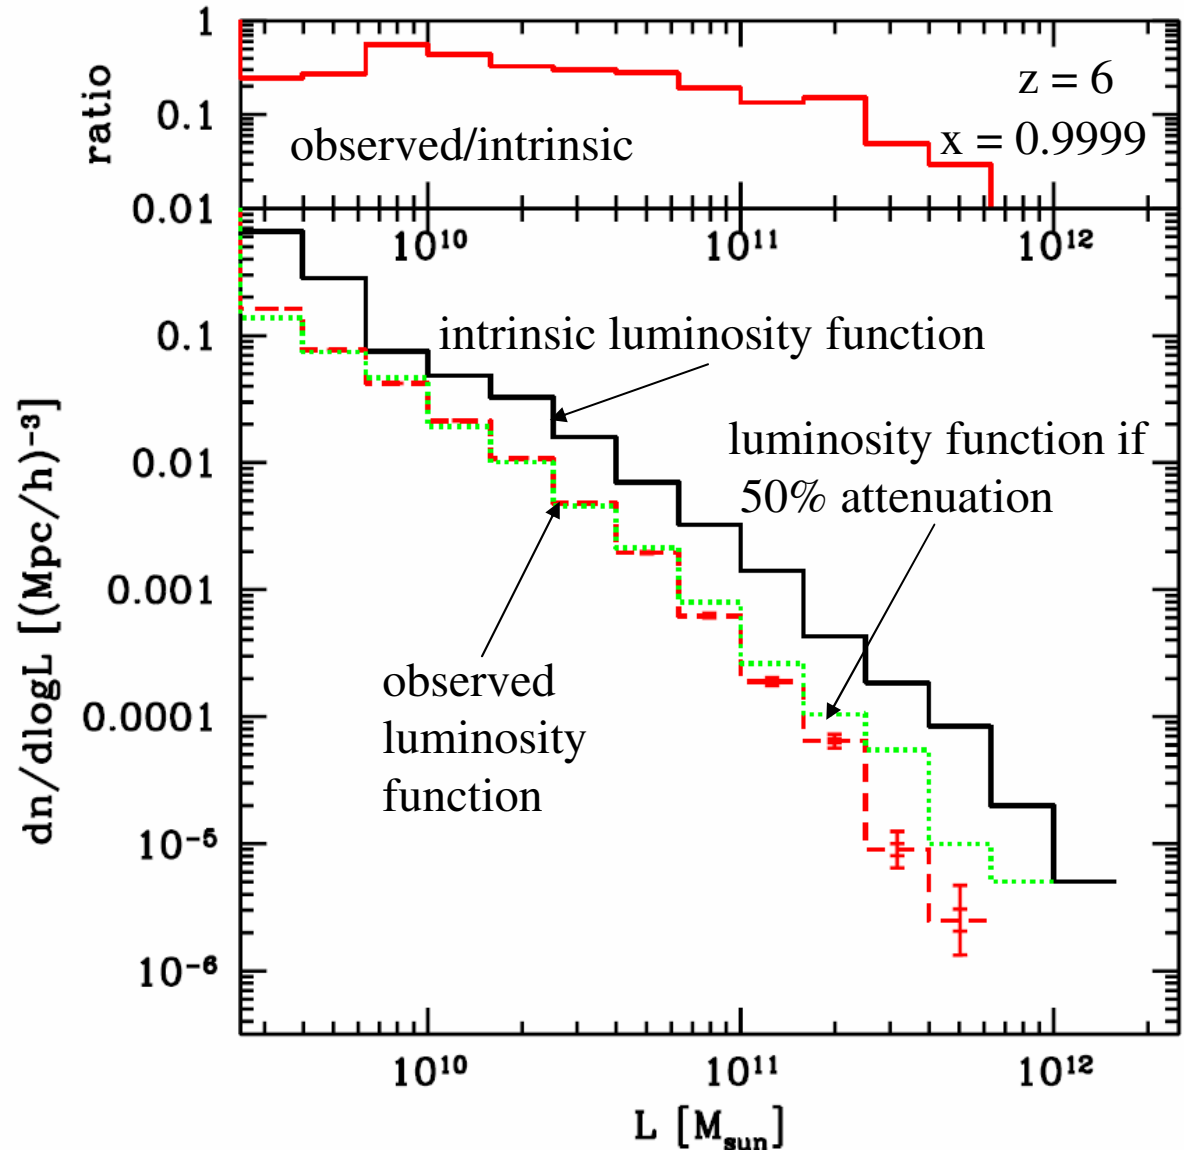 1
0.1
0.01
ratio
observed/intrinsic
z = 6
x = 0.9999
10¹⁰
10¹¹
10¹²
0.1
0.01
0.001
0.0001
10⁻⁵
10⁻⁶
dn/dlogL [(Mpc/h)⁻³]
intrinsic luminosity function
luminosity function if
50% attenuation
observed
luminosity
function
10¹⁰
10¹¹
10¹²
L [M_sun]